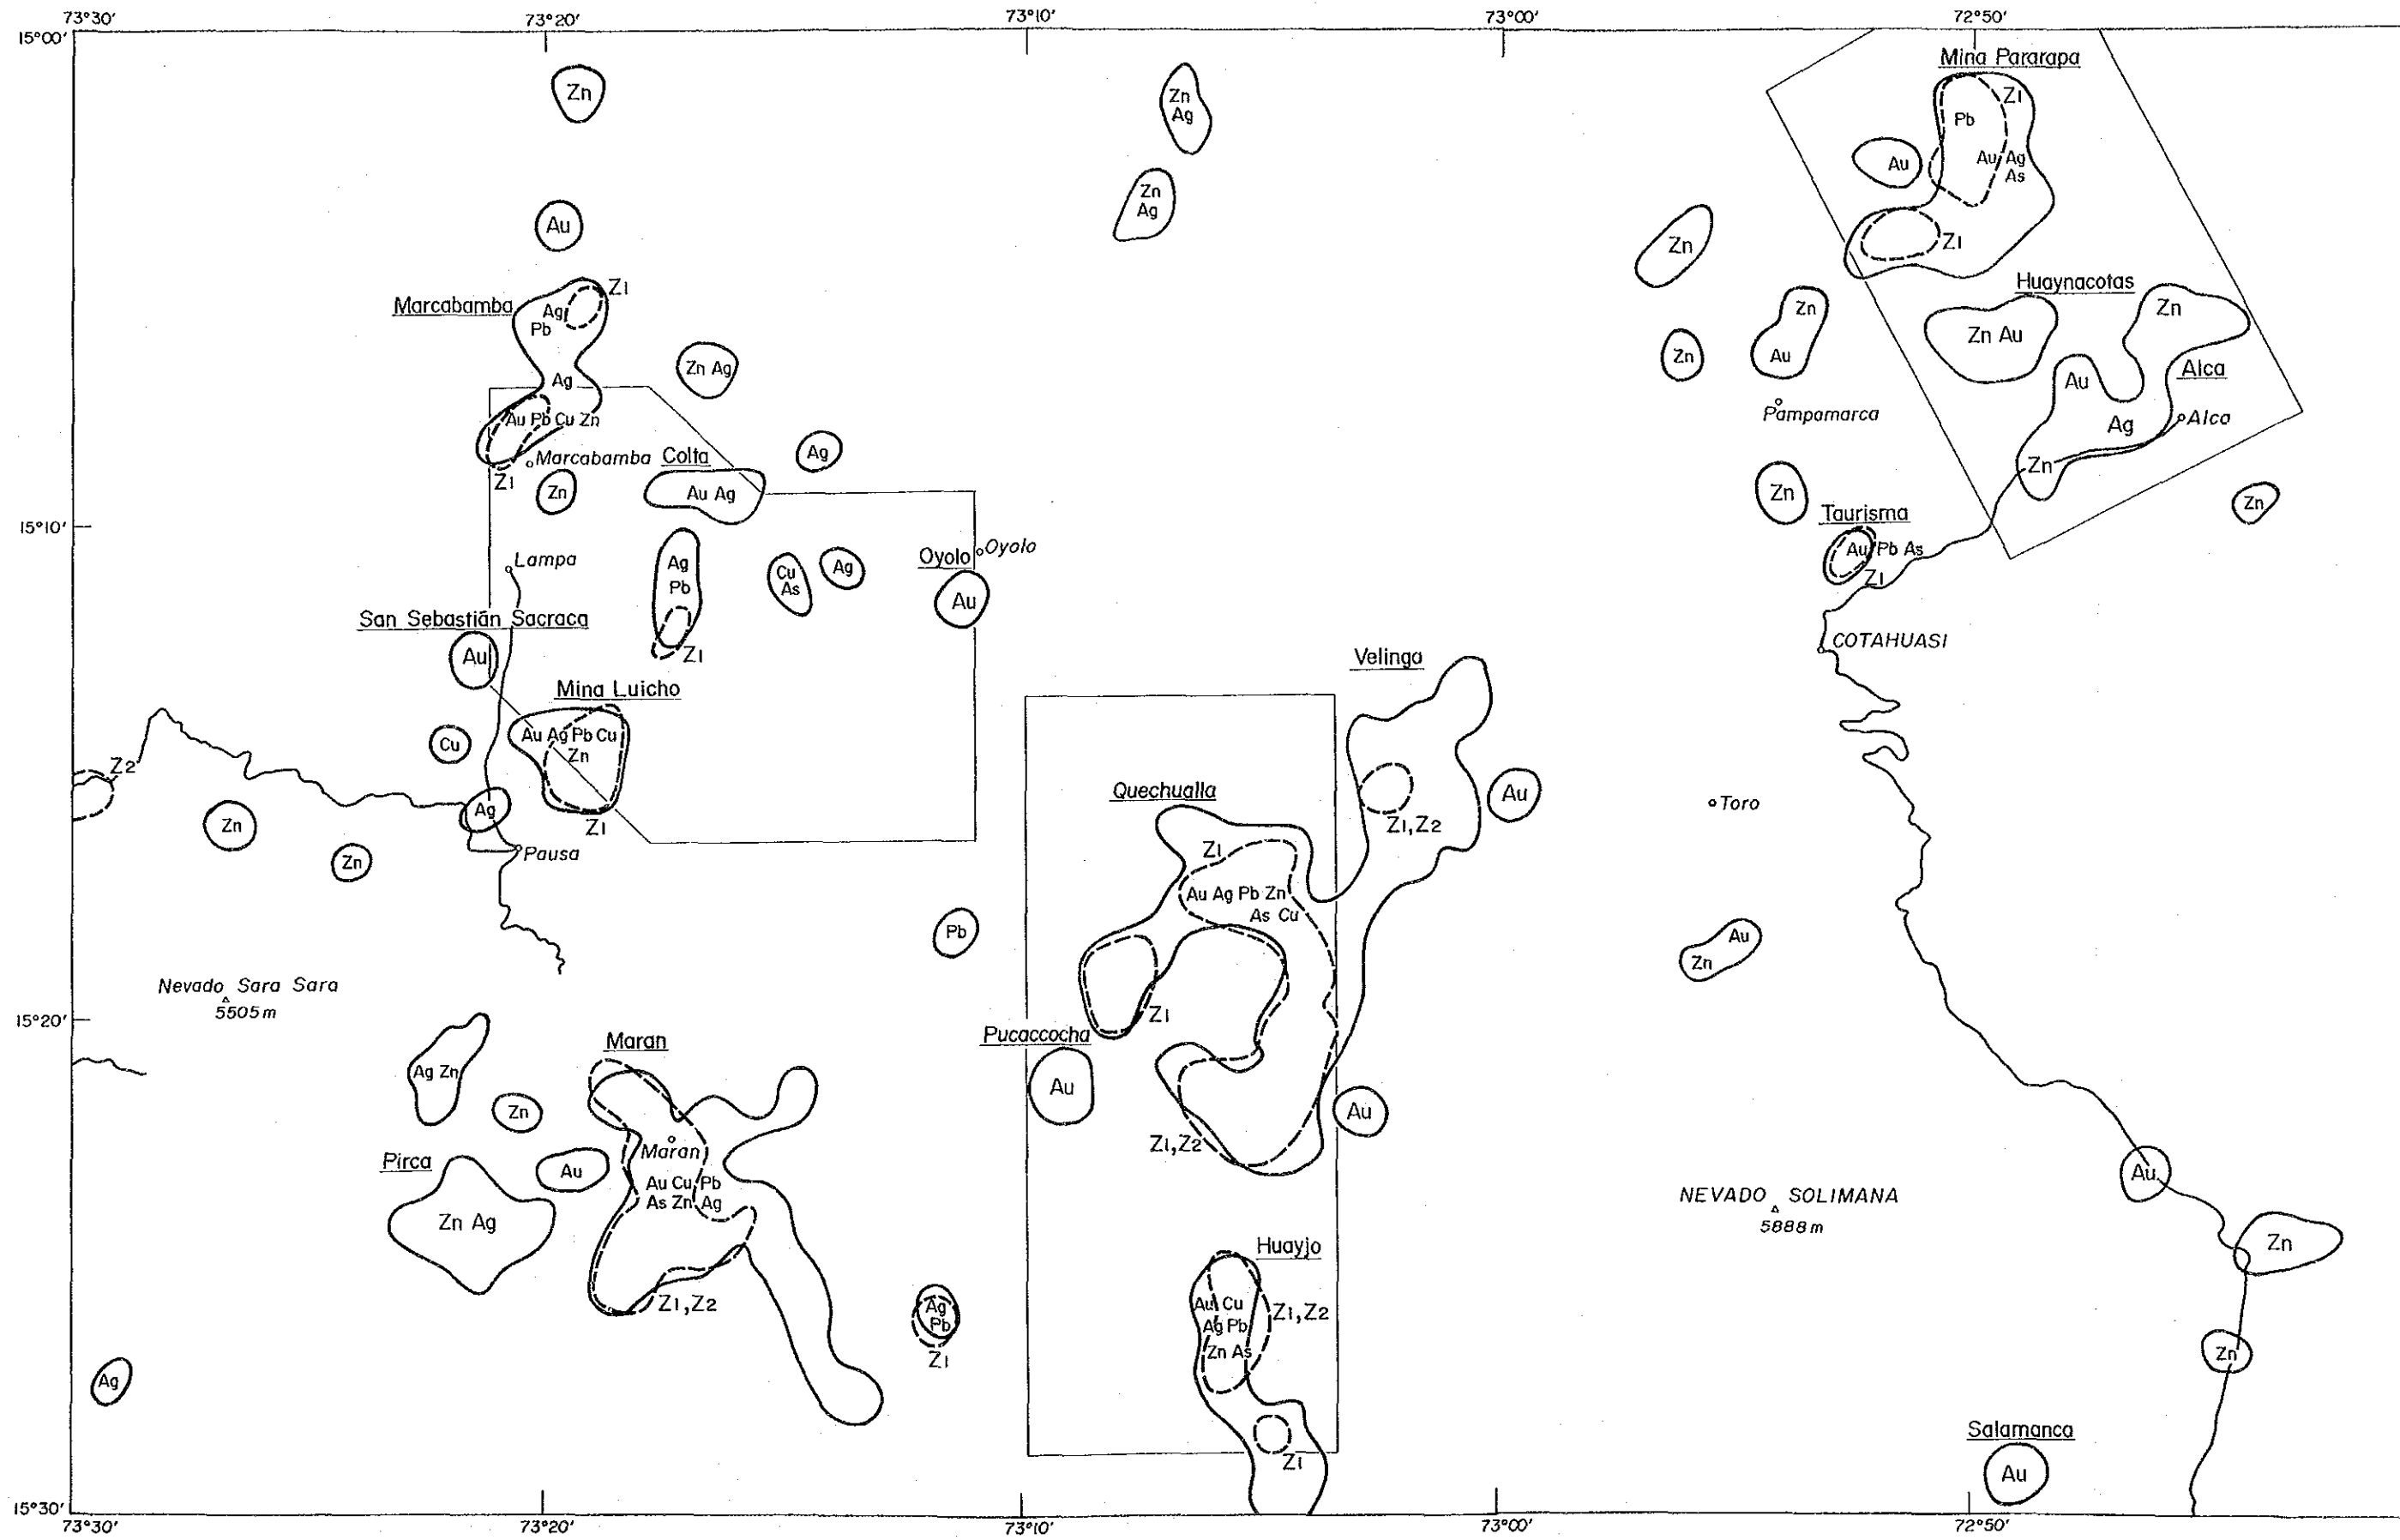 73°30′ 73°20′ 73°10′ 73°00′ 72°50′
15°00′
Mina Pararapa
Zn
Zn
Ag
Z1
Pb
Au
Au Ag
As
Zn
Ag
Au
Zn
Z1
Marcabamba
Z1
Ag
Pb
Huaynacotas
Zn
Zn
Zn Au
Au
Zn
Zn Ag
Ag
Alca
Au
Pampamarca
Ag
Alca
Au Pb Cu Zn
Marcabamba
Colta
Ag
Z1
Zn
Au Ag
Zn
Zn
Zn
15°10′
Taurisma
Au Pb As
Z1
Lampa
Ag
Pb
Z1
Cu
As
Ag
Oyolo
Oyolo
Au
San Sebastián Sacraca
Au
COTAHUASI
Velinga
Mina Luicho
Au Ag Pb Cu
Zn
Z1
Cu
Z2
Zn
Ag
Zn
Pausa
Quechualla
Z1,Z2
Au
Toro
Z1
Au Ag Pb Zn
As Cu
Pb
Au
Zn
Nevado Sara Sara
5505m
Z1
15°20′
Pucaccocha
Au
Maran
Ag Zn
Zn
Au
Z1,Z2
Maran
Pirca
Au
Au Cu Pb
As Zn Ag
Zn Ag
Au
NEVADO SOLIMANA
5888m
Zn
Huayjo
Z1,Z2
Au Cu
Ag Pb
Zn As
Z1,Z2
Ag
Pb
Z1
Zn
Ag
Z1
Salamanca
Au
15°30′
73°30′ 73°20′ 73°10′ 73°00′ 72°50′